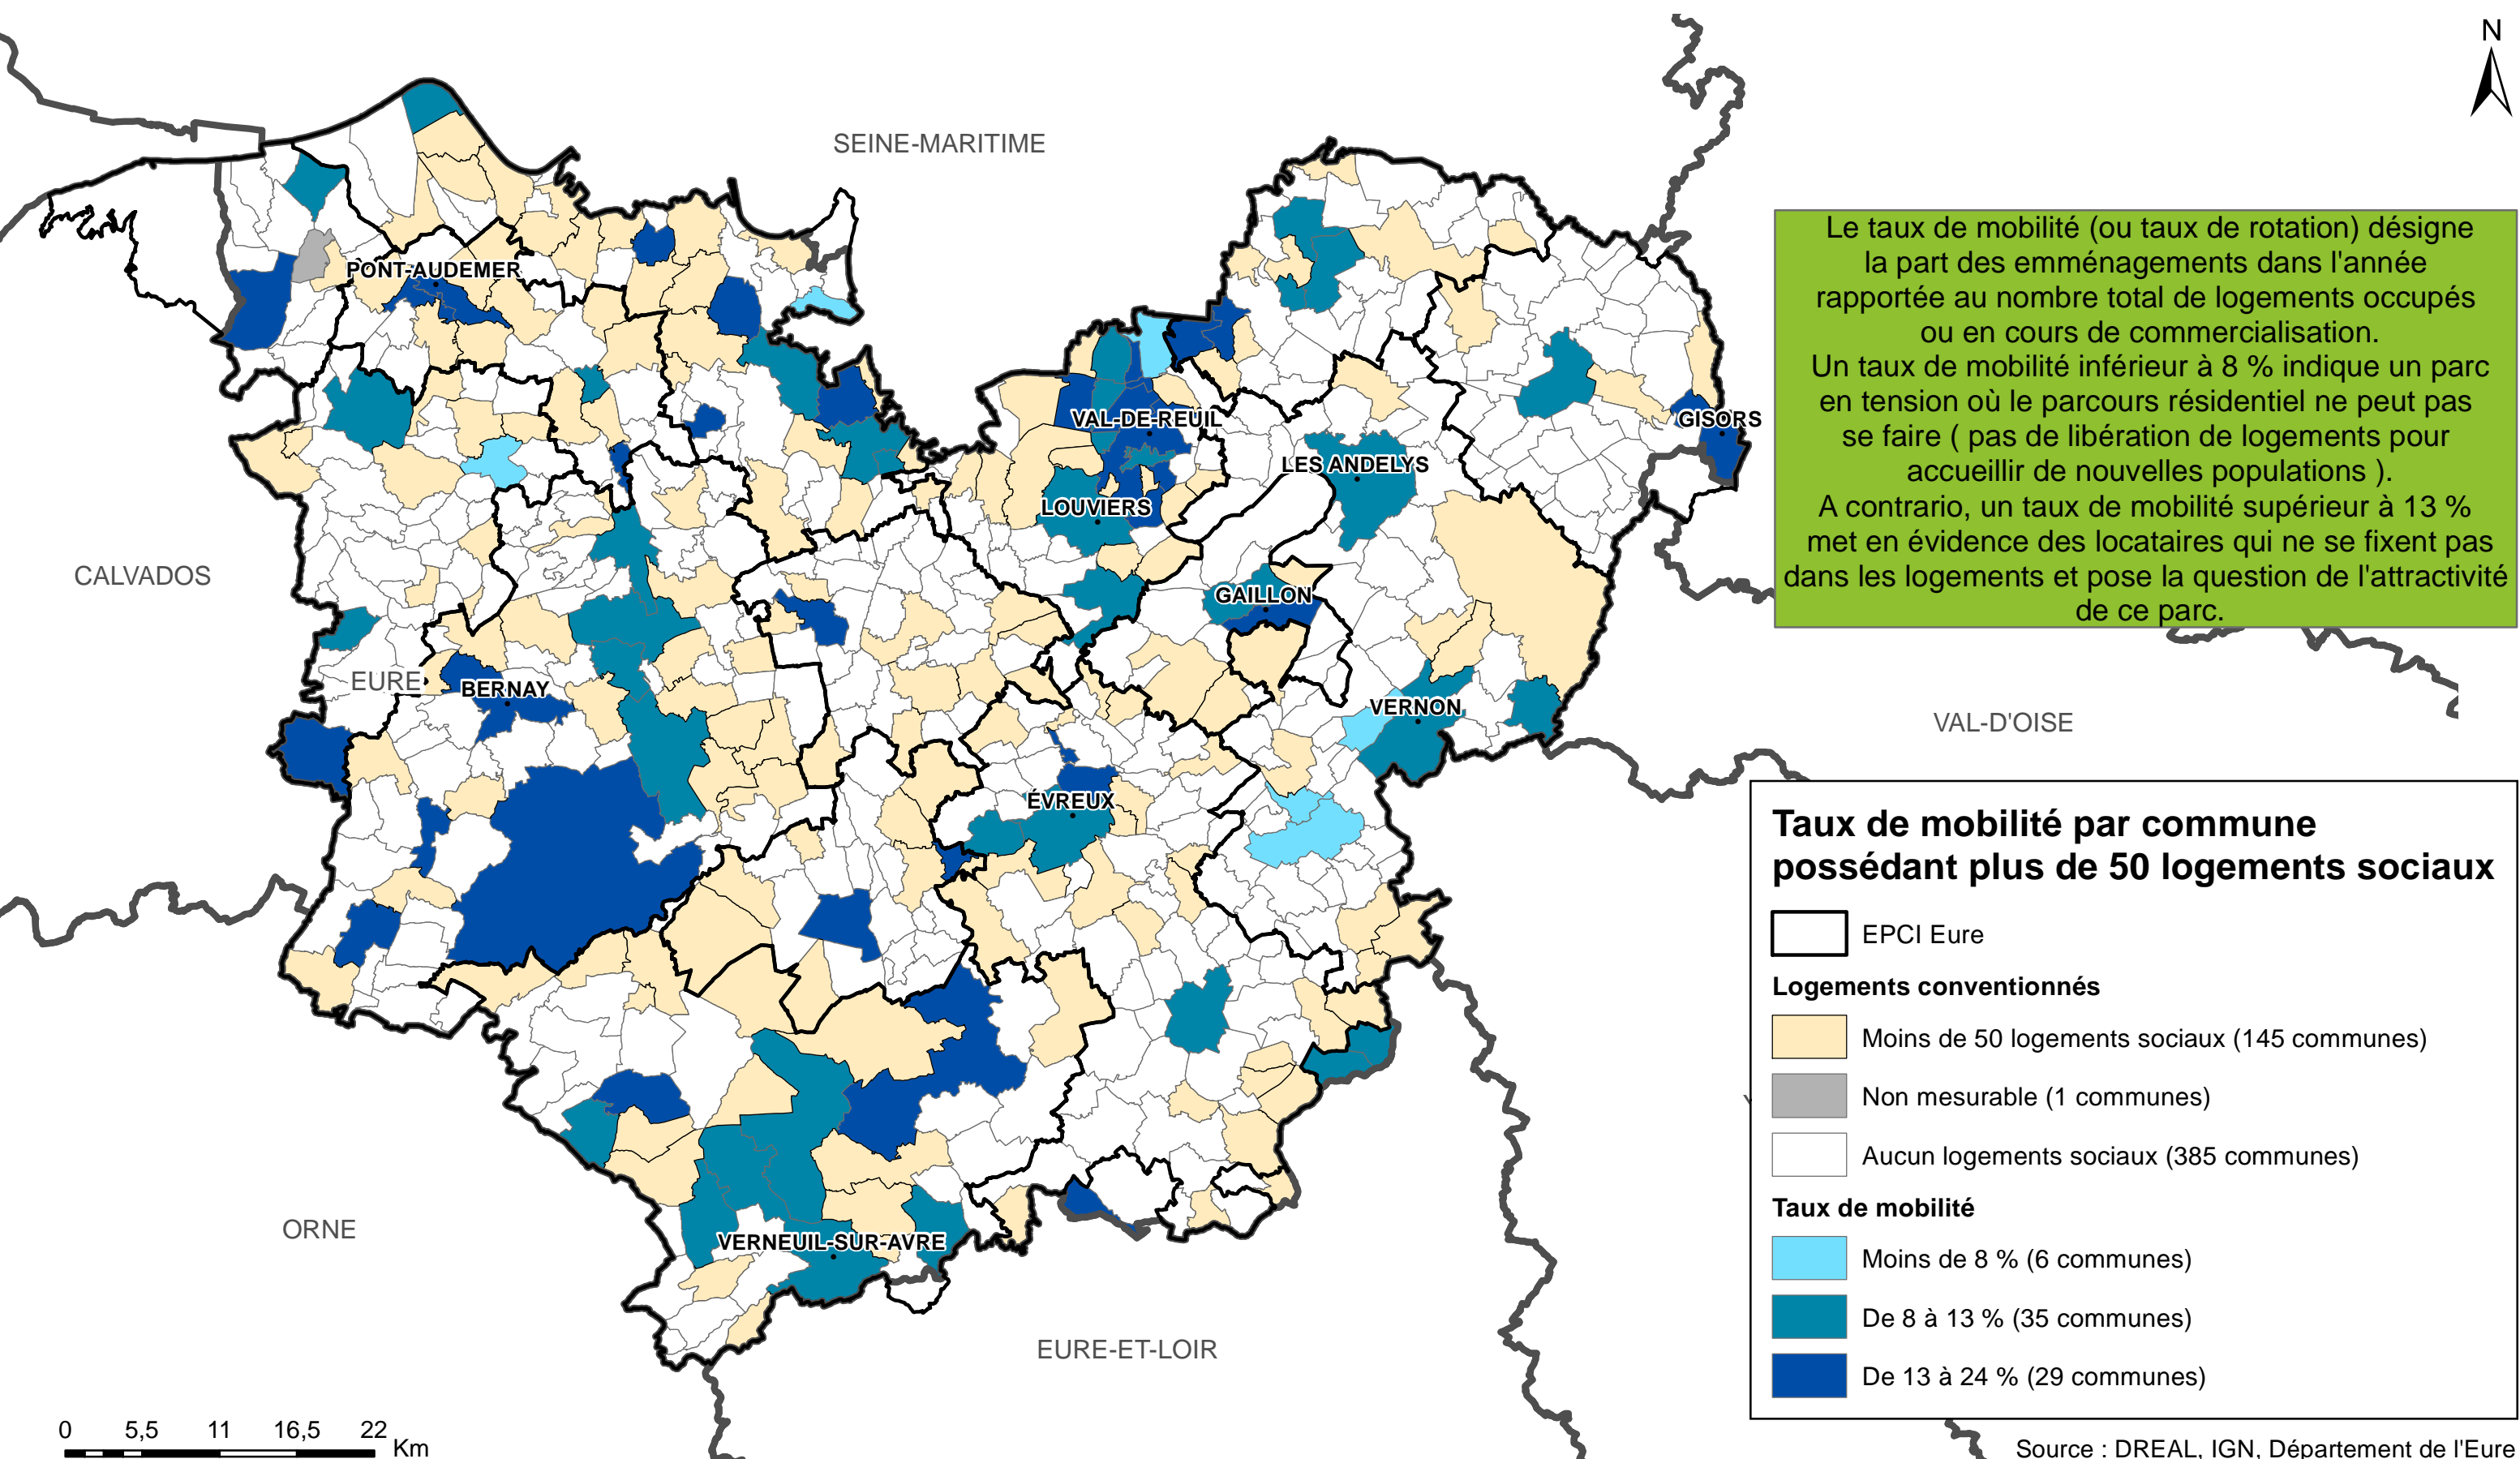 N
SEINE-MARITIME
Le taux de mobilité (ou taux de rotation) désigne
la part des emménagements dans l'année
rapportée au nombre total de logements occupés
ou en cours de commercialisation.
Un taux de mobilité inférieur à 8 % indique un parc
en tension où le parcours résidentiel ne peut pas
se faire ( pas de libération de logements pour
accueillir de nouvelles populations ).
A contrario, un taux de mobilité supérieur à 13 %
met en évidence des locataires qui ne se fixent pas
dans les logements et pose la question de l'attractivité
de ce parc.
PONT-AUDEMER
VAL-DE-REUIL
GISORS
LES ANDELYS
LOUVIERS
CALVADOS
GAILLON
EURE
BERNAY
VERNON
VAL-D'OISE
ÉVREUX
ORNE
VERNEUIL-SUR-AVRE
EURE-ET-LOIR
Taux de mobilité par commune
possédant plus de 50 logements sociaux
EPCI Eure
Logements conventionnés
Moins de 50 logements sociaux (145 communes)
Non mesurable (1 communes)
Aucun logements sociaux (385 communes)
Taux de mobilité
Moins de 8 % (6 communes)
De 8 à 13 % (35 communes)
De 13 à 24 % (29 communes)
0 5,5 11 16,5 22
Km
Source : DREAL, IGN, Département de l'Eure